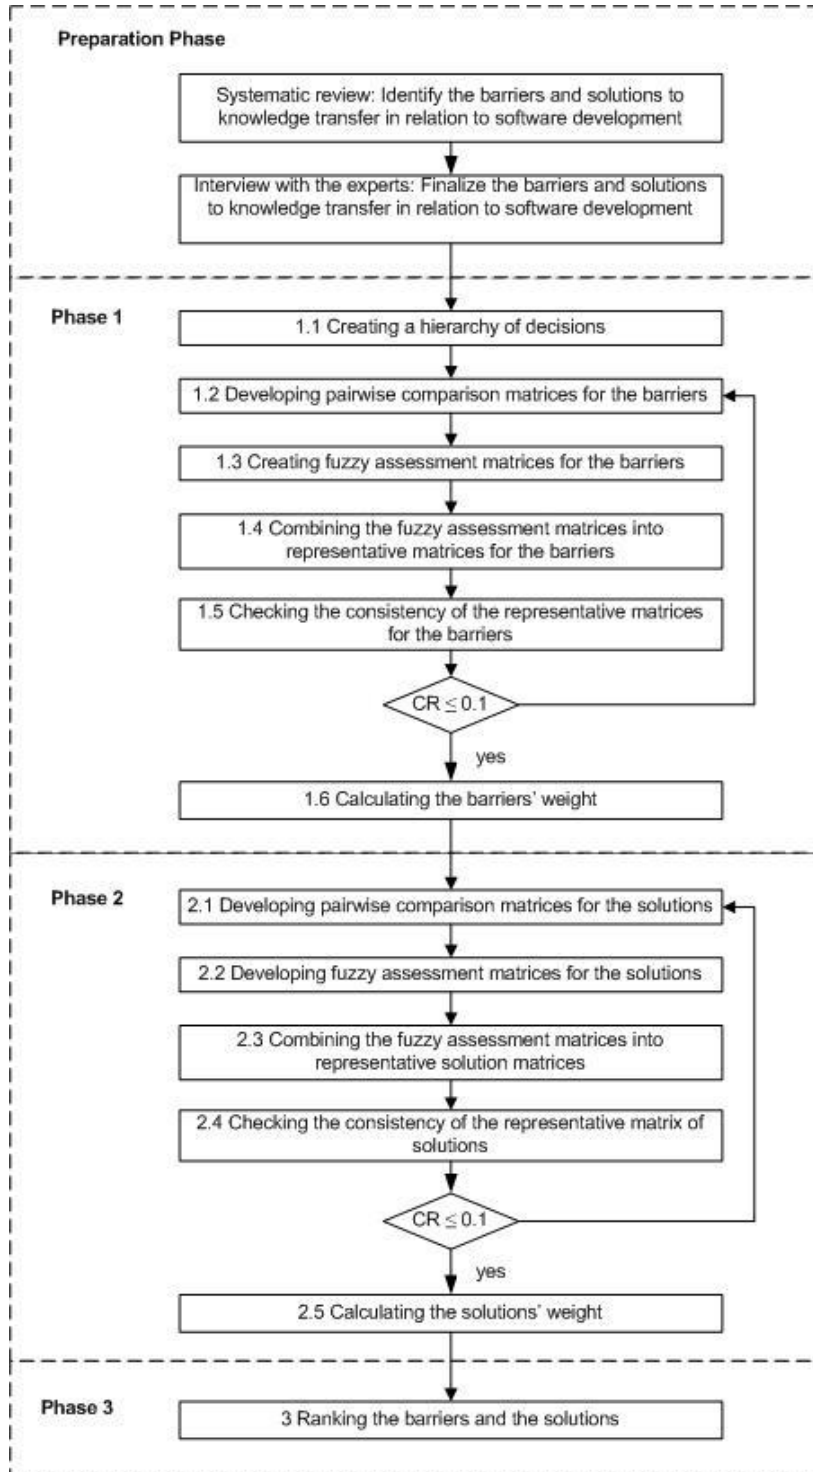 Preparation Phase
Systematic review: Identify the barriers and solutions to
knowledge transfer in relation to software development
Interview with the experts: Finalize the barriers and solutions
to knowledge transfer in relation to software development
Phase 1
1.1 Creating a hierarchy of decisions
1.2 Developing pairwise comparison matrices for the barriers
1.3 Creating fuzzy assessment matrices for the barriers
1.4 Combining the fuzzy assessment matrices into
representative matrices for the barriers
1.5 Checking the consistency of the representative matrices
for the barriers
CR ≤ 0.1
yes
1.6 Calculating the barriers' weight
Phase 2
2.1 Developing pairwise comparison matrices for the solutions
2.2 Developing fuzzy assessment matrices for the solutions
2.3 Combining the fuzzy assessment matrices into
representative solution matrices
2.4 Checking the consistency of the representative matrix of
solutions
CR ≤ 0.1
yes
2.5 Calculating the solutions' weight
Phase 3
3 Ranking the barriers and the solutions